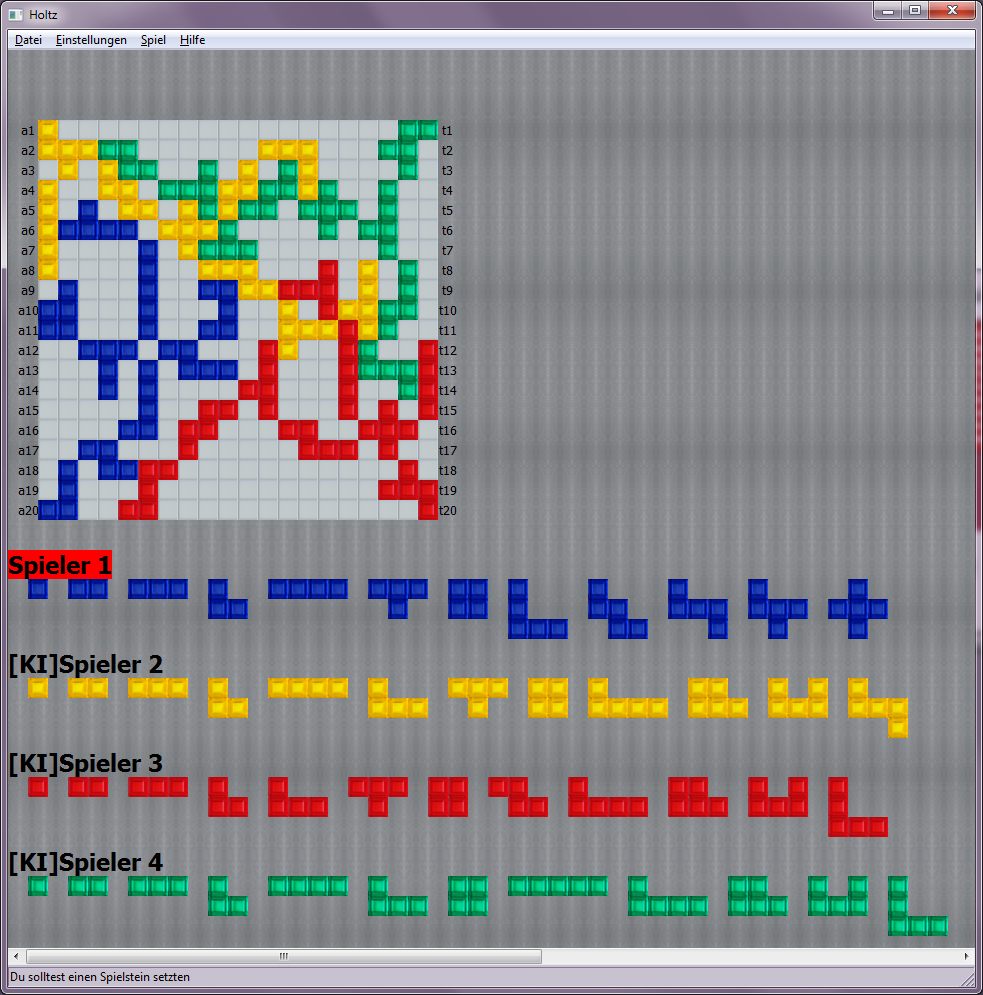 Holtz
Datei Einstellungen Spiel Hilfe
a1 t1
a2 t2
a3 t3
a4 t4
a5 t5
a6 t6
a7 t7
a8 t8
a9 t9
a10 t10
a11 t11
a12 t12
a13 t13
a14 t14
a15 t15
a16 t16
a17 t17
a18 t18
a19 t19
a20 t20
Spieler 1
[KI]Spieler 2
[KI]Spieler 3
[KI]Spieler 4
Du solltest einen Spielstein setzten